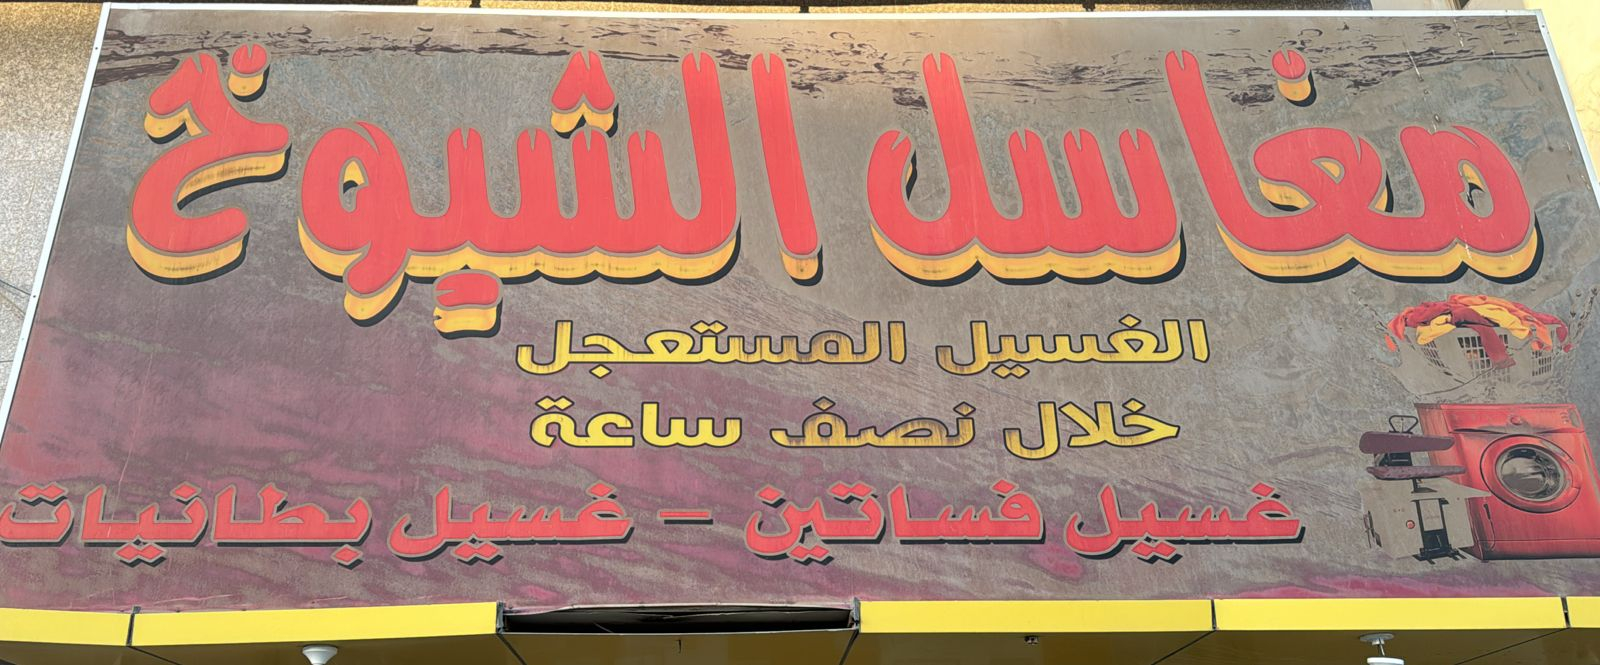 مغاسل الشيوخ
الغسيل المستعجل
خلال نصف ساعة
غسيل فساتين - غسيل بطانيات